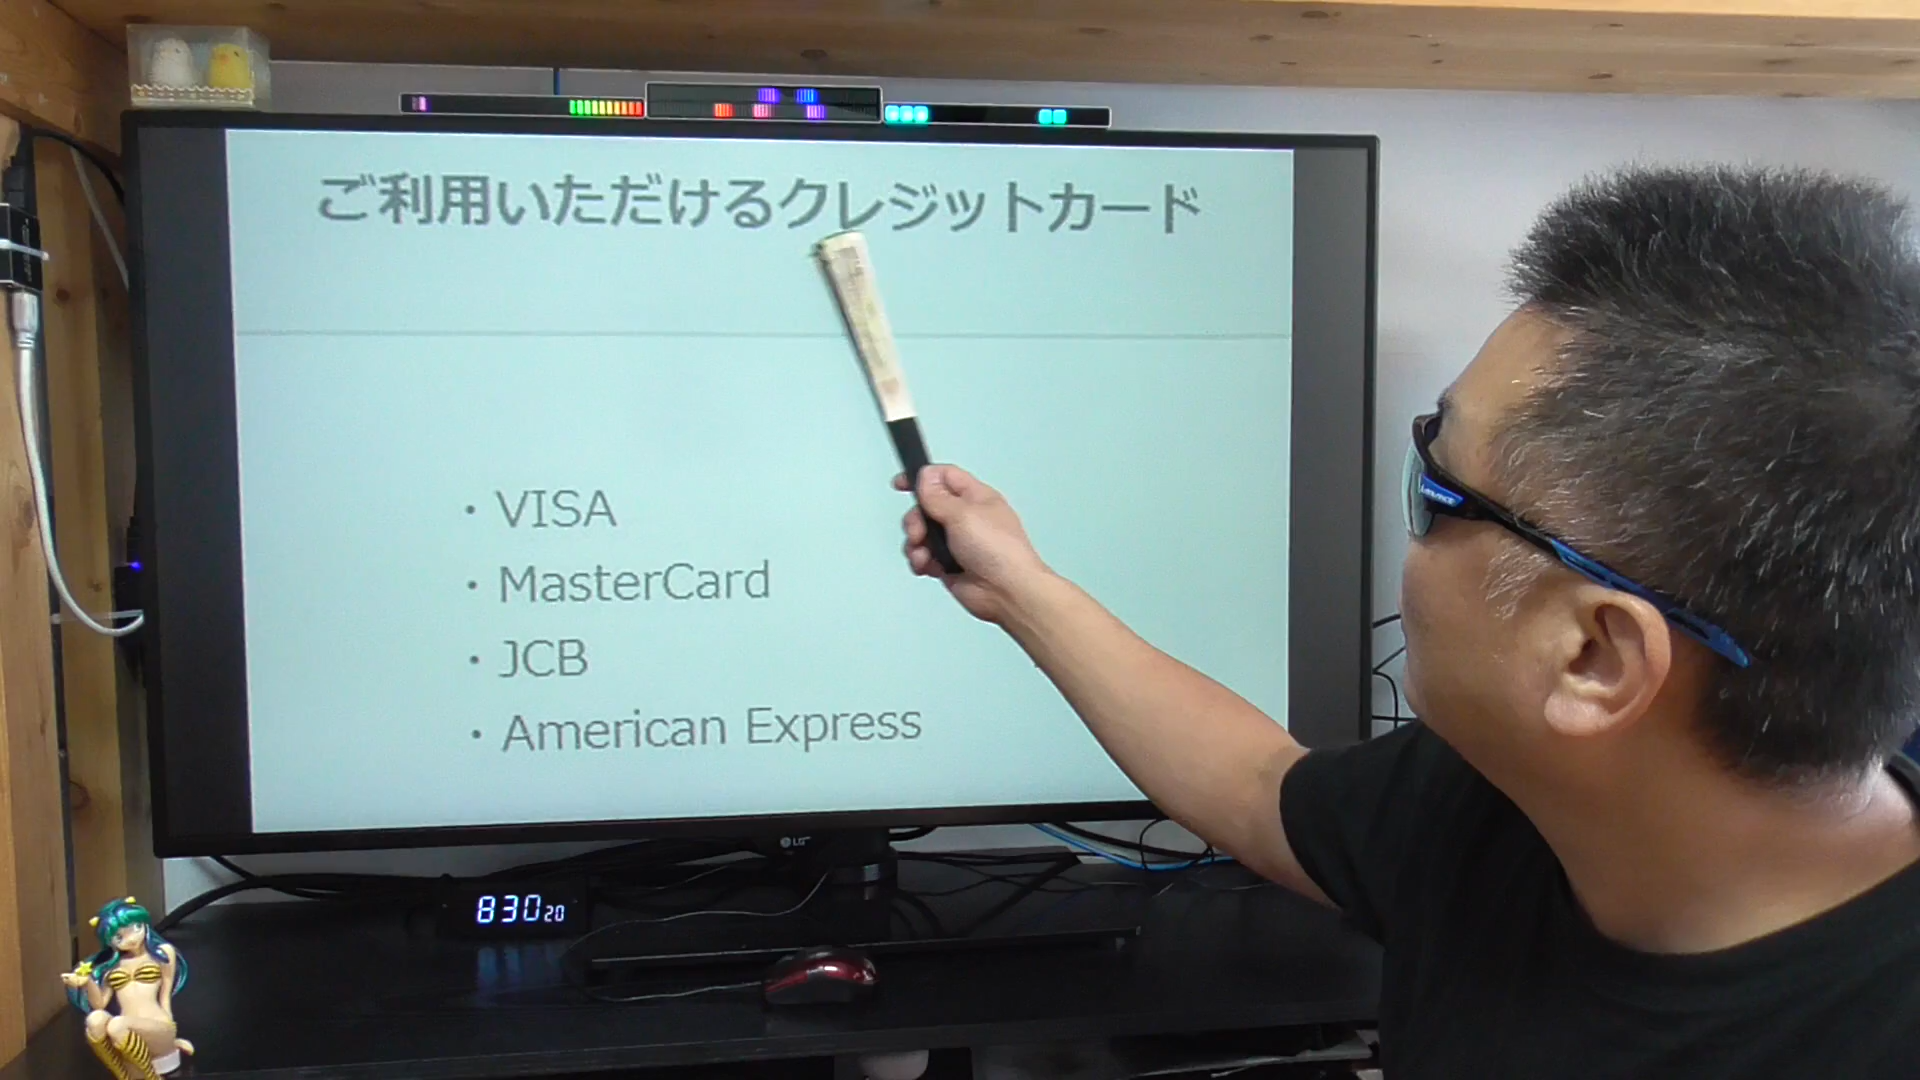 ご利用いただけるクレジットカード
・VISA
・MasterCard
・JCB
・American Express
LG
830 20